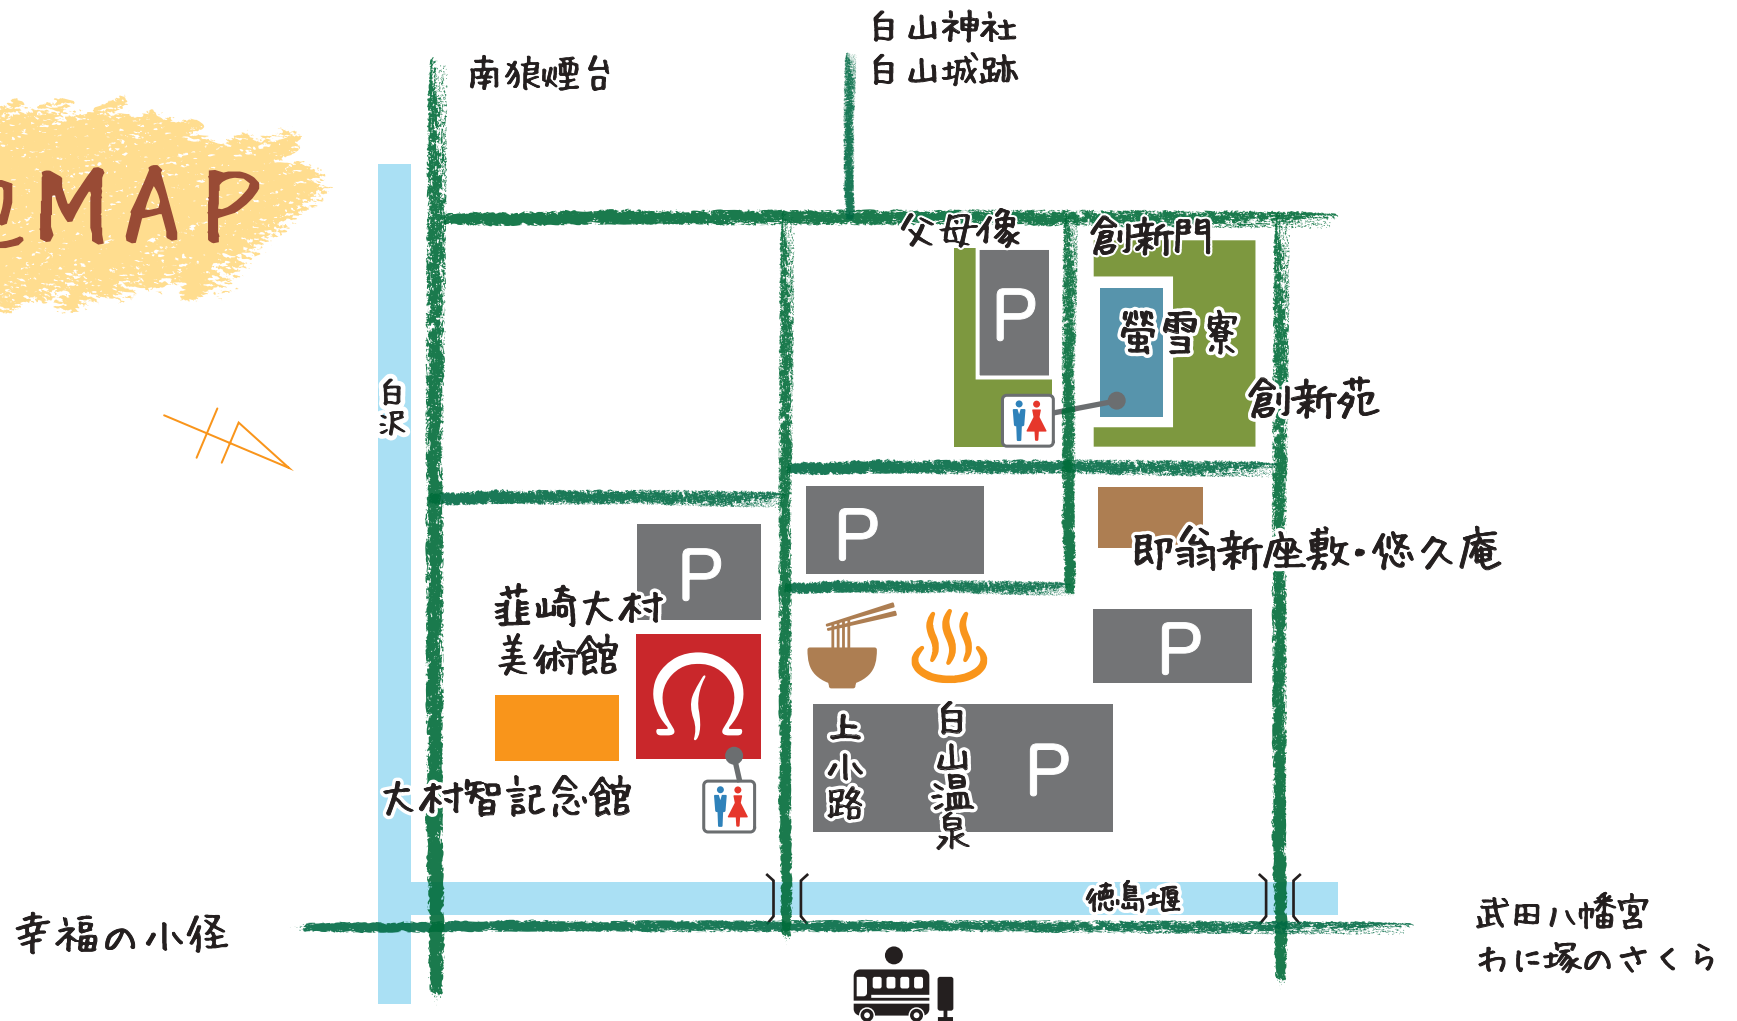 白山神社
白山城跡
南狼煙台
MAP
父母像
創新門
P
螢雪寮
創新苑
白沢
P
P
即翁新座敷・悠久庵
韮崎大村
美術館
P
上小路
白山温泉
P
大村智記念館
徳島堰
幸福の小径
武田八幡宮
わに塚のさくら